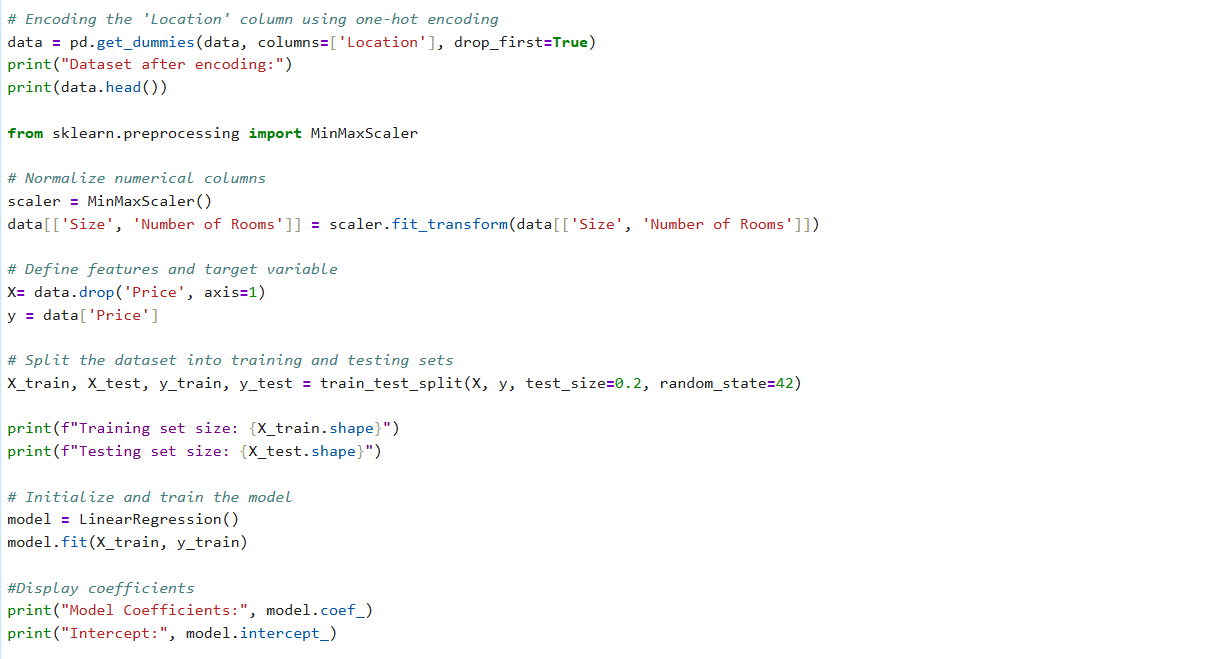 # Encoding the 'Location' column using one-hot encoding
data = pd.get_dummies(data, columns=['Location'], drop_first=True)
print("Dataset after encoding:")
print(data.head())
from sklearn.preprocessing import MinMaxScaler
# Normalize numerical columns
scaler = MinMaxScaler()
data[['Size', 'Number of Rooms']] = scaler.fit_transform(data[['Size', 'Number of Rooms']])
# Define features and target variable
X= data.drop('Price', axis=1)
y = data['Price']
# Split the dataset into training and testing sets
X_train, X_test, y_train, y_test = train_test_split(X, y, test_size=0.2, random_state=42)
print(f"Training set size: {X_train.shape}")
print(f"Testing set size: {X_test.shape}")
# Initialize and train the model
model = LinearRegression()
model.fit(X_train, y_train)
#Display coefficients
print("Model Coefficients:", model.coef_)
print("Intercept:", model.intercept_)